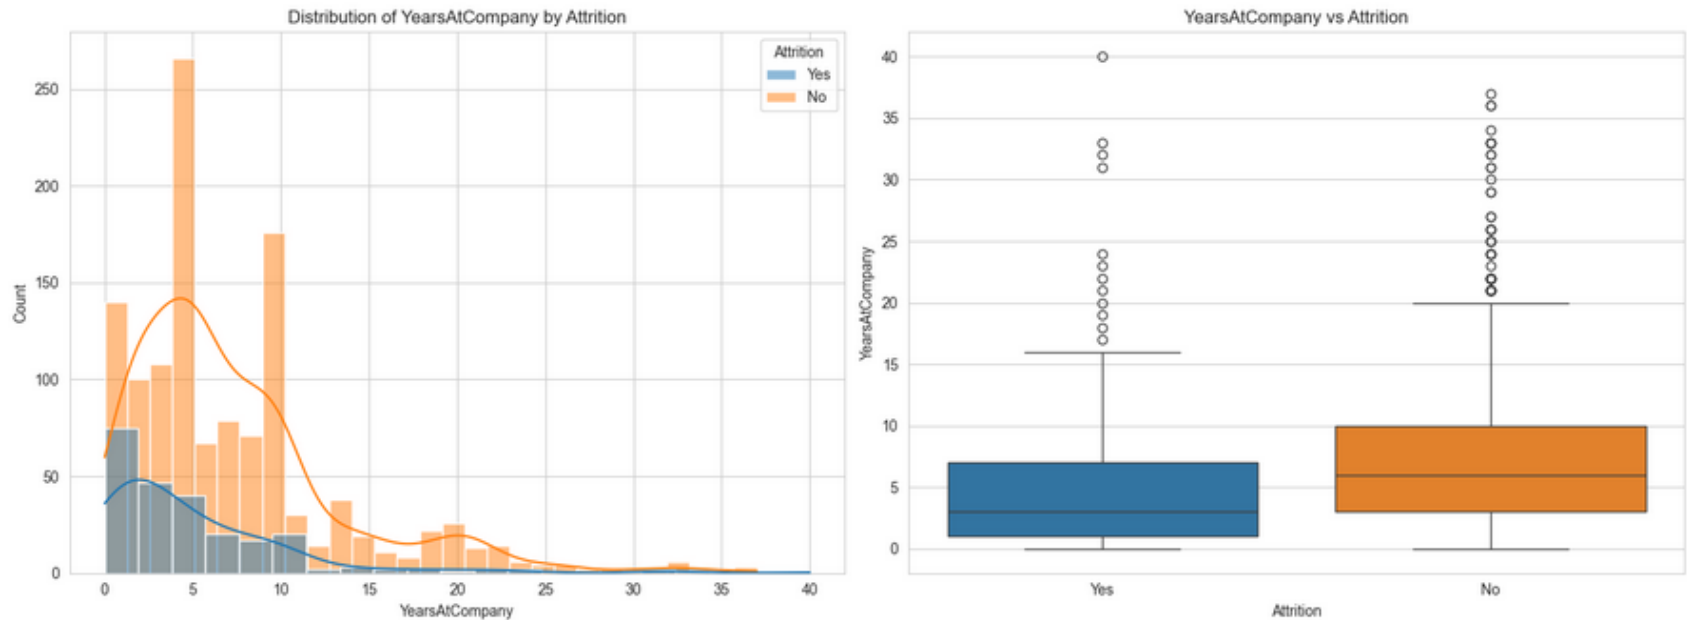 Distribution of YearsAtCompany by Attrition
Attrition
Yes
No
250
200
150
100
50
0
Count
0 5 10 15 20 25 30 35 40
YearsAtCompany
YearsAtCompany vs Attrition
40
35
30
25
20
15
10
5
0
YearsAtCompany
Yes No
Attrition